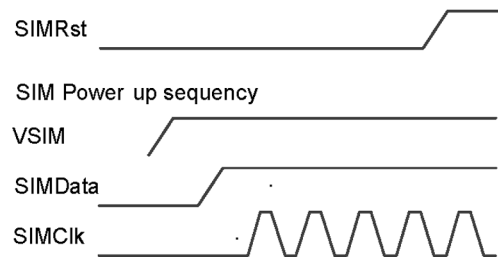 SIMRst
SIM Power up sequency
VSIM
SIMData
SIMClk